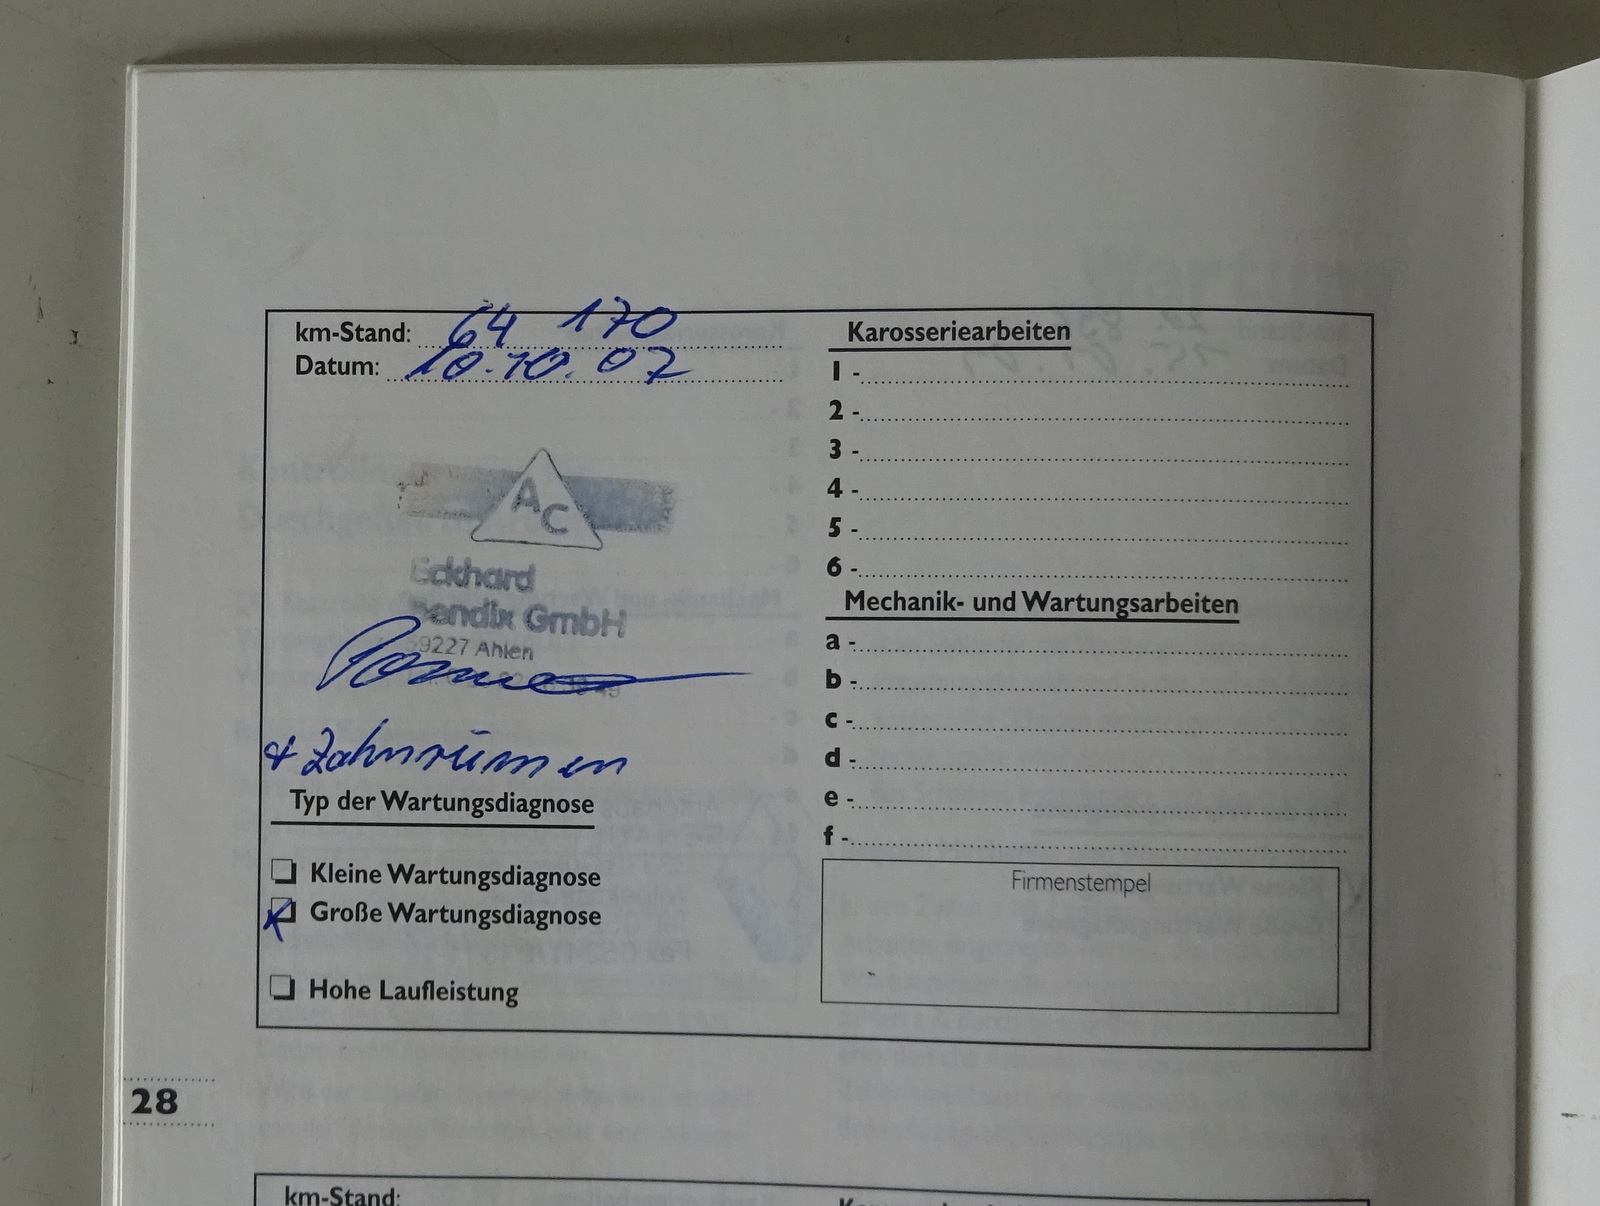 km-Stand: 64 170
Datum: 10.10.07
AC
Eckhard
Bendix GmbH
59227 Ahlen
+ Zahnriimen
Typ der Wartungsdiagnose
Kleine Wartungsdiagnose
Große Wartungsdiagnose
Hohe Laufleistung
Karosseriearbeiten
1 -
2 -
3 -
4 -
5 -
6 -
Mechanik- und Wartungsarbeiten
a -
b -
c -
d -
e -
f -
Firmenstempel
28
km-Stand: